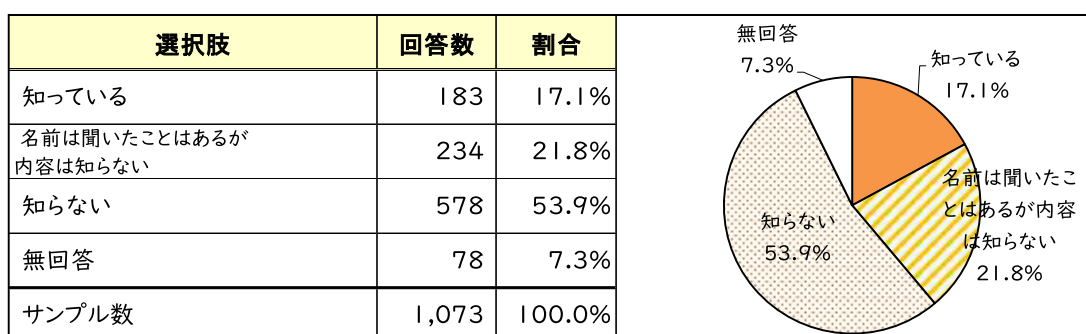 選択肢 回答数 割合
知っている 183 17.1%
名前は聞いたことはあるが
内容は知らない 234 21.8%
知らない 578 53.9%
無回答 78 7.3%
サンプル数 1,073 100.0%
無回答
7.3%
知っている
17.1%
名前は聞いたこ
とはあるが内容
は知らない
21.8%
知らない
53.9%